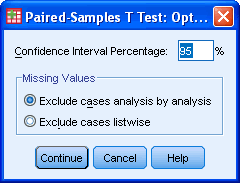 Paired-Samples T Test: Opt...
Confidence Interval Percentage: 95 %
Missing Values
Exclude cases analysis by analysis
Exclude cases listwise
Continue Cancel Help